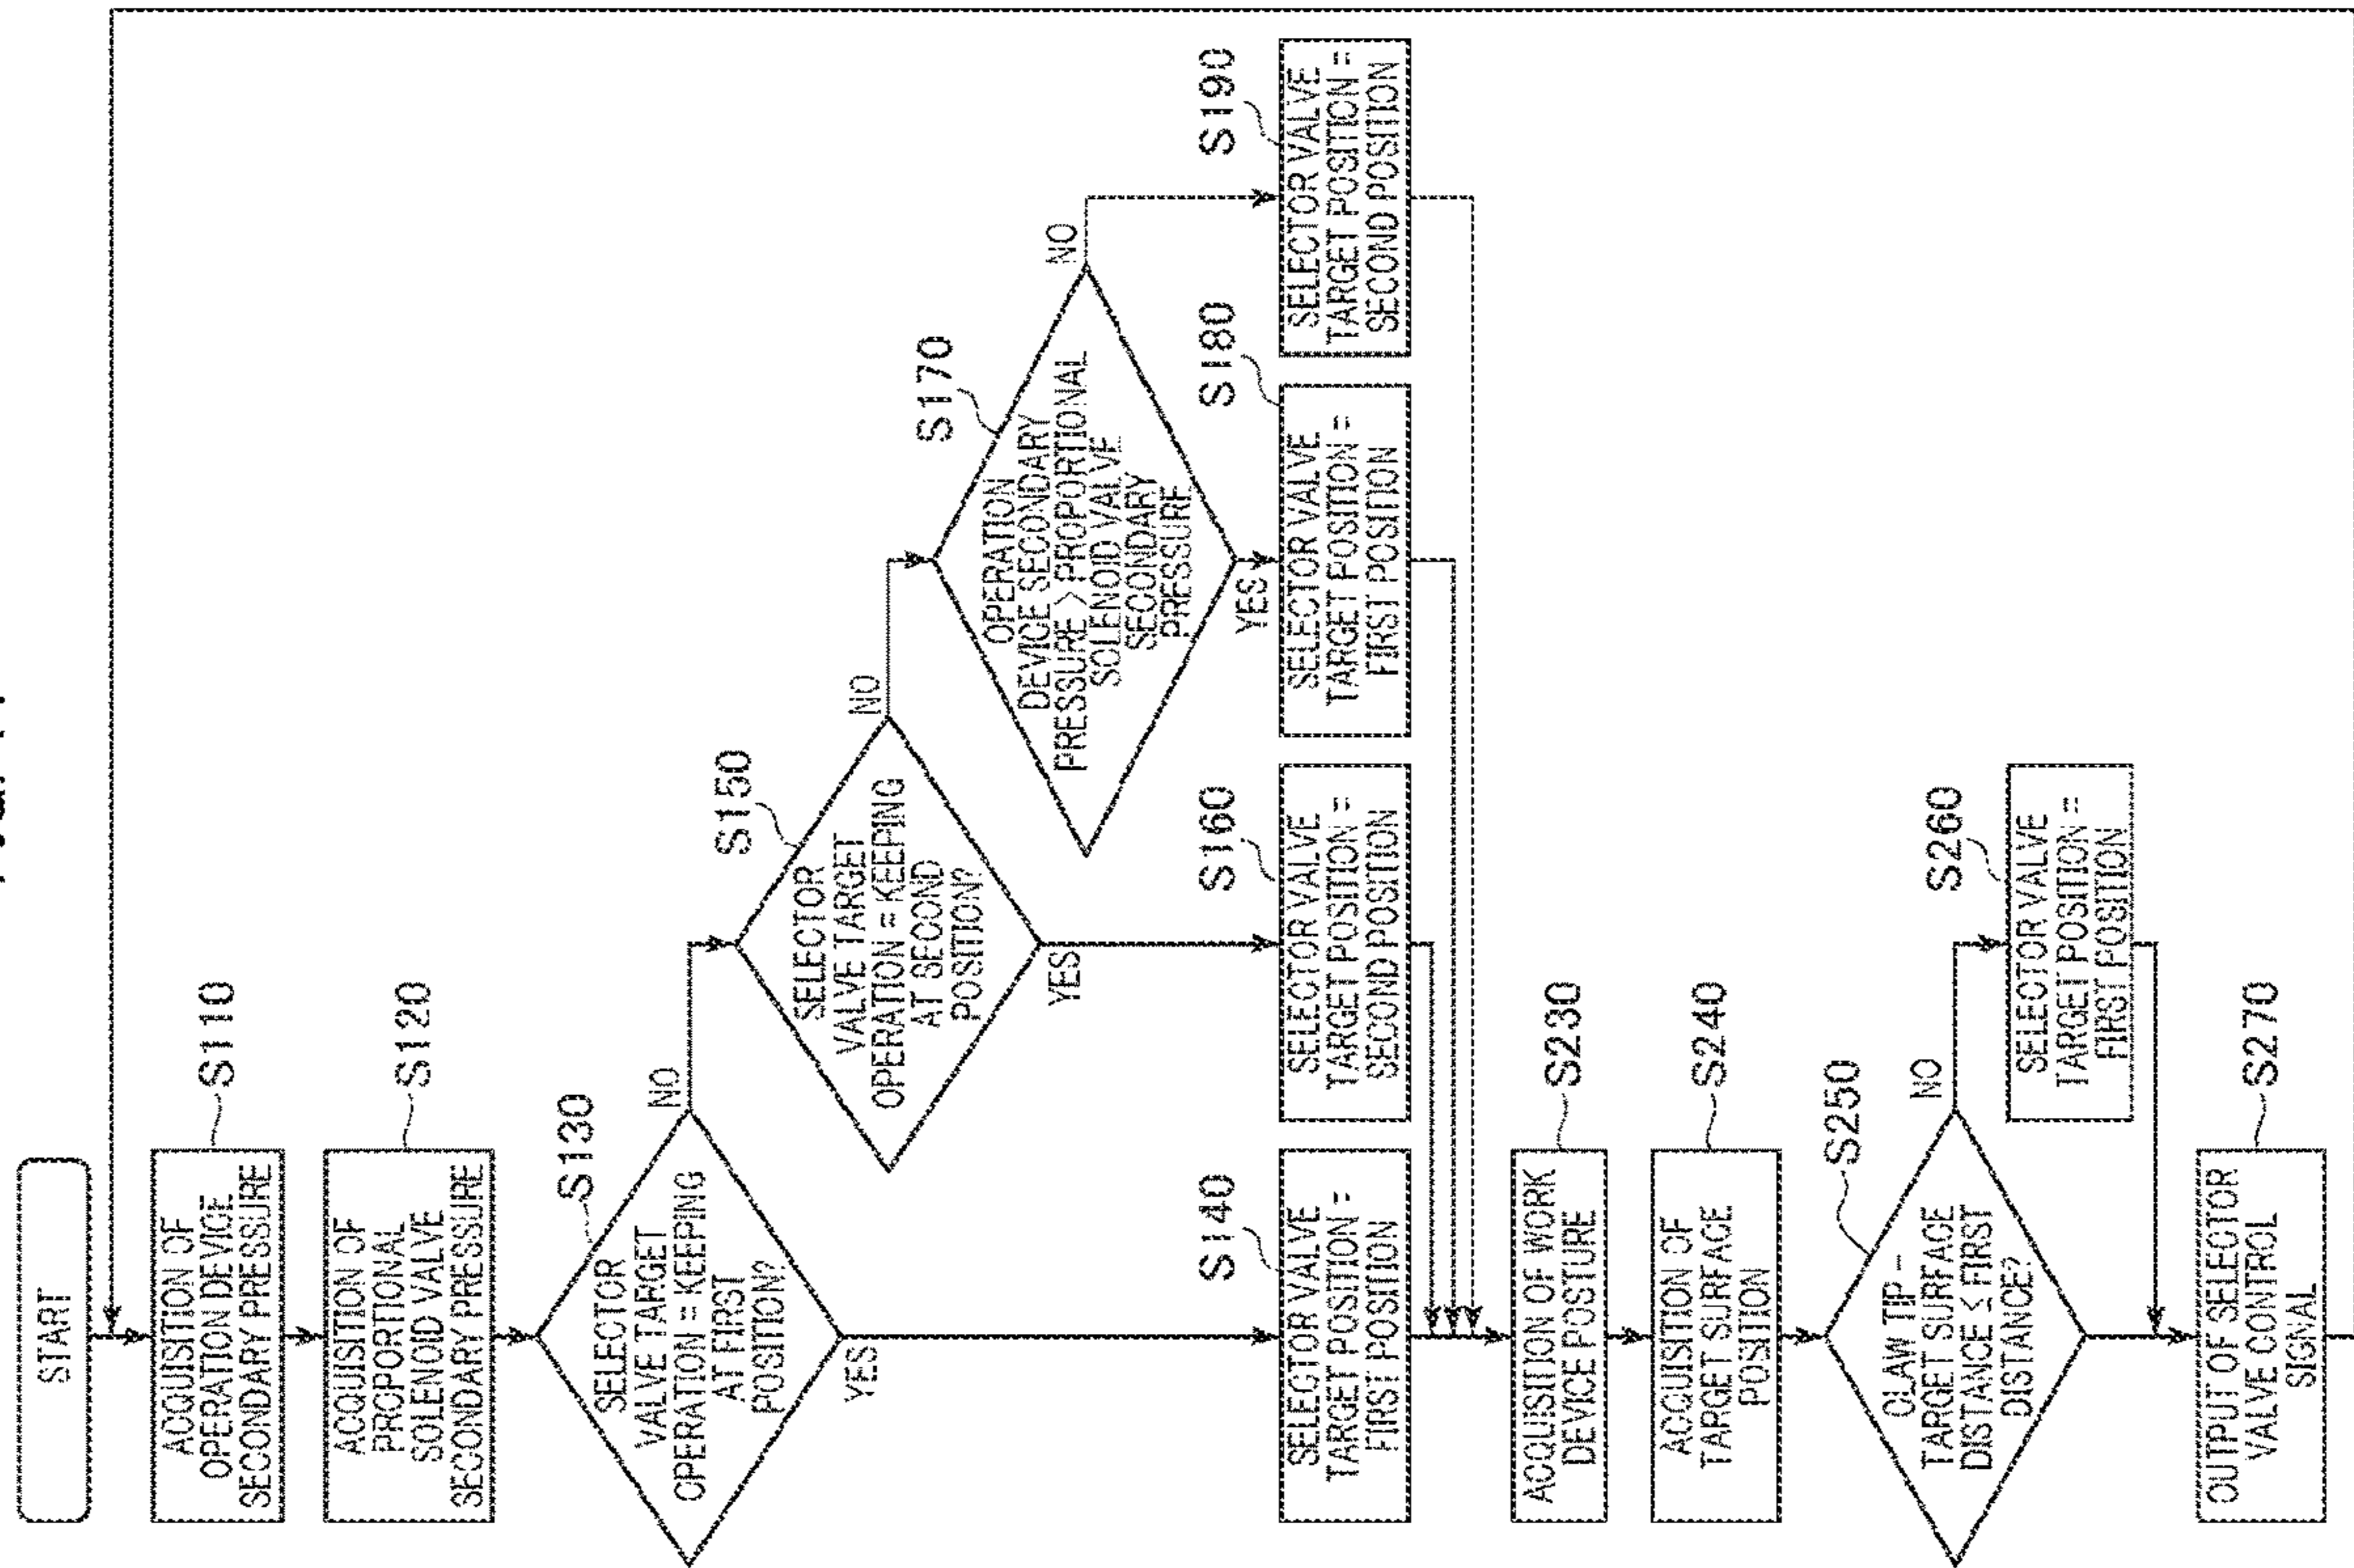 START
ACQUISITION OF
OPERATION DEVICE
SECONDARY PRESSURE
S110
ACQUISITION OF
PROPORTIONAL
SOLENOID VALVE
SECONDARY PRESSURE
S120
SELECTOR
VALVE TARGET
OPERATION = KEEPING
AT FIRST
POSITION?
S130
NO
YES
SELECTOR
VALVE TARGET
OPERATION = KEEPING
AT SECOND
POSITION?
S150
NO
YES
OPERATION
DEVICE SECONDARY
PRESSURE > PROPORTIONAL
SOLENOID VALVE
SECONDARY
PRESSURE
S170
NO
YES
SELECTOR VALVE
TARGET POSITION =
FIRST POSITION
S140
SELECTOR VALVE
TARGET POSITION =
SECOND POSITION
S160
SELECTOR VALVE
TARGET POSITION =
FIRST POSITION
S180
SELECTOR VALVE
TARGET POSITION =
SECOND POSITION
S190
ACQUISITION OF WORK
DEVICE POSTURE
S230
ACQUISITION OF
TARGET SURFACE
POSITION
S240
CLAW TIP-
TARGET SURFACE
DISTANCE ≤ FIRST
DISTANCE?
S250
NO
SELECTOR VALVE
TARGET POSITION =
FIRST POSITION
S260
OUTPUT OF SELECTOR
VALVE CONTROL
SIGNAL
S270